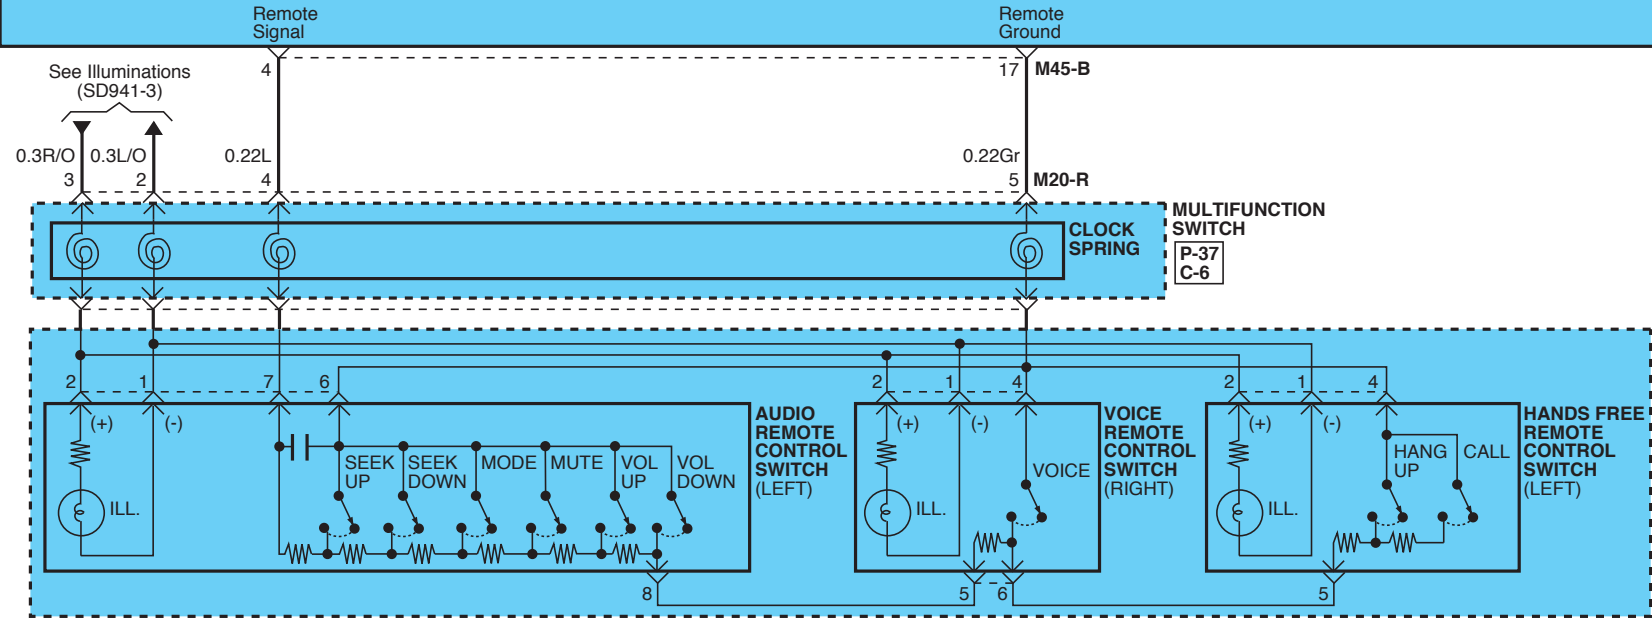 Remote
Signal
Remote
Ground
4
17
M45-B
See Illuminations
(SD941-3)
0.3R/O
0.3L/O
0.22L
0.22Gr
3
2
4
5
M20-R
MULTIFUNCTION
SWITCH
P-37
C-6
CLOCK
SPRING
2
1
7
6
2
1
4
2
1
4
(+)
(-)
SEEK
UP
SEEK
DOWN
MODE
MUTE
VOL
UP
VOL
DOWN
ILL.
AUDIO
REMOTE
CONTROL
SWITCH
(LEFT)
(+)
(-)
VOICE
ILL.
VOICE
REMOTE
CONTROL
SWITCH
(RIGHT)
(+)
(-)
HANG
UP
CALL
ILL.
HANDS FREE
REMOTE
CONTROL
SWITCH
(LEFT)
8
5
6
5